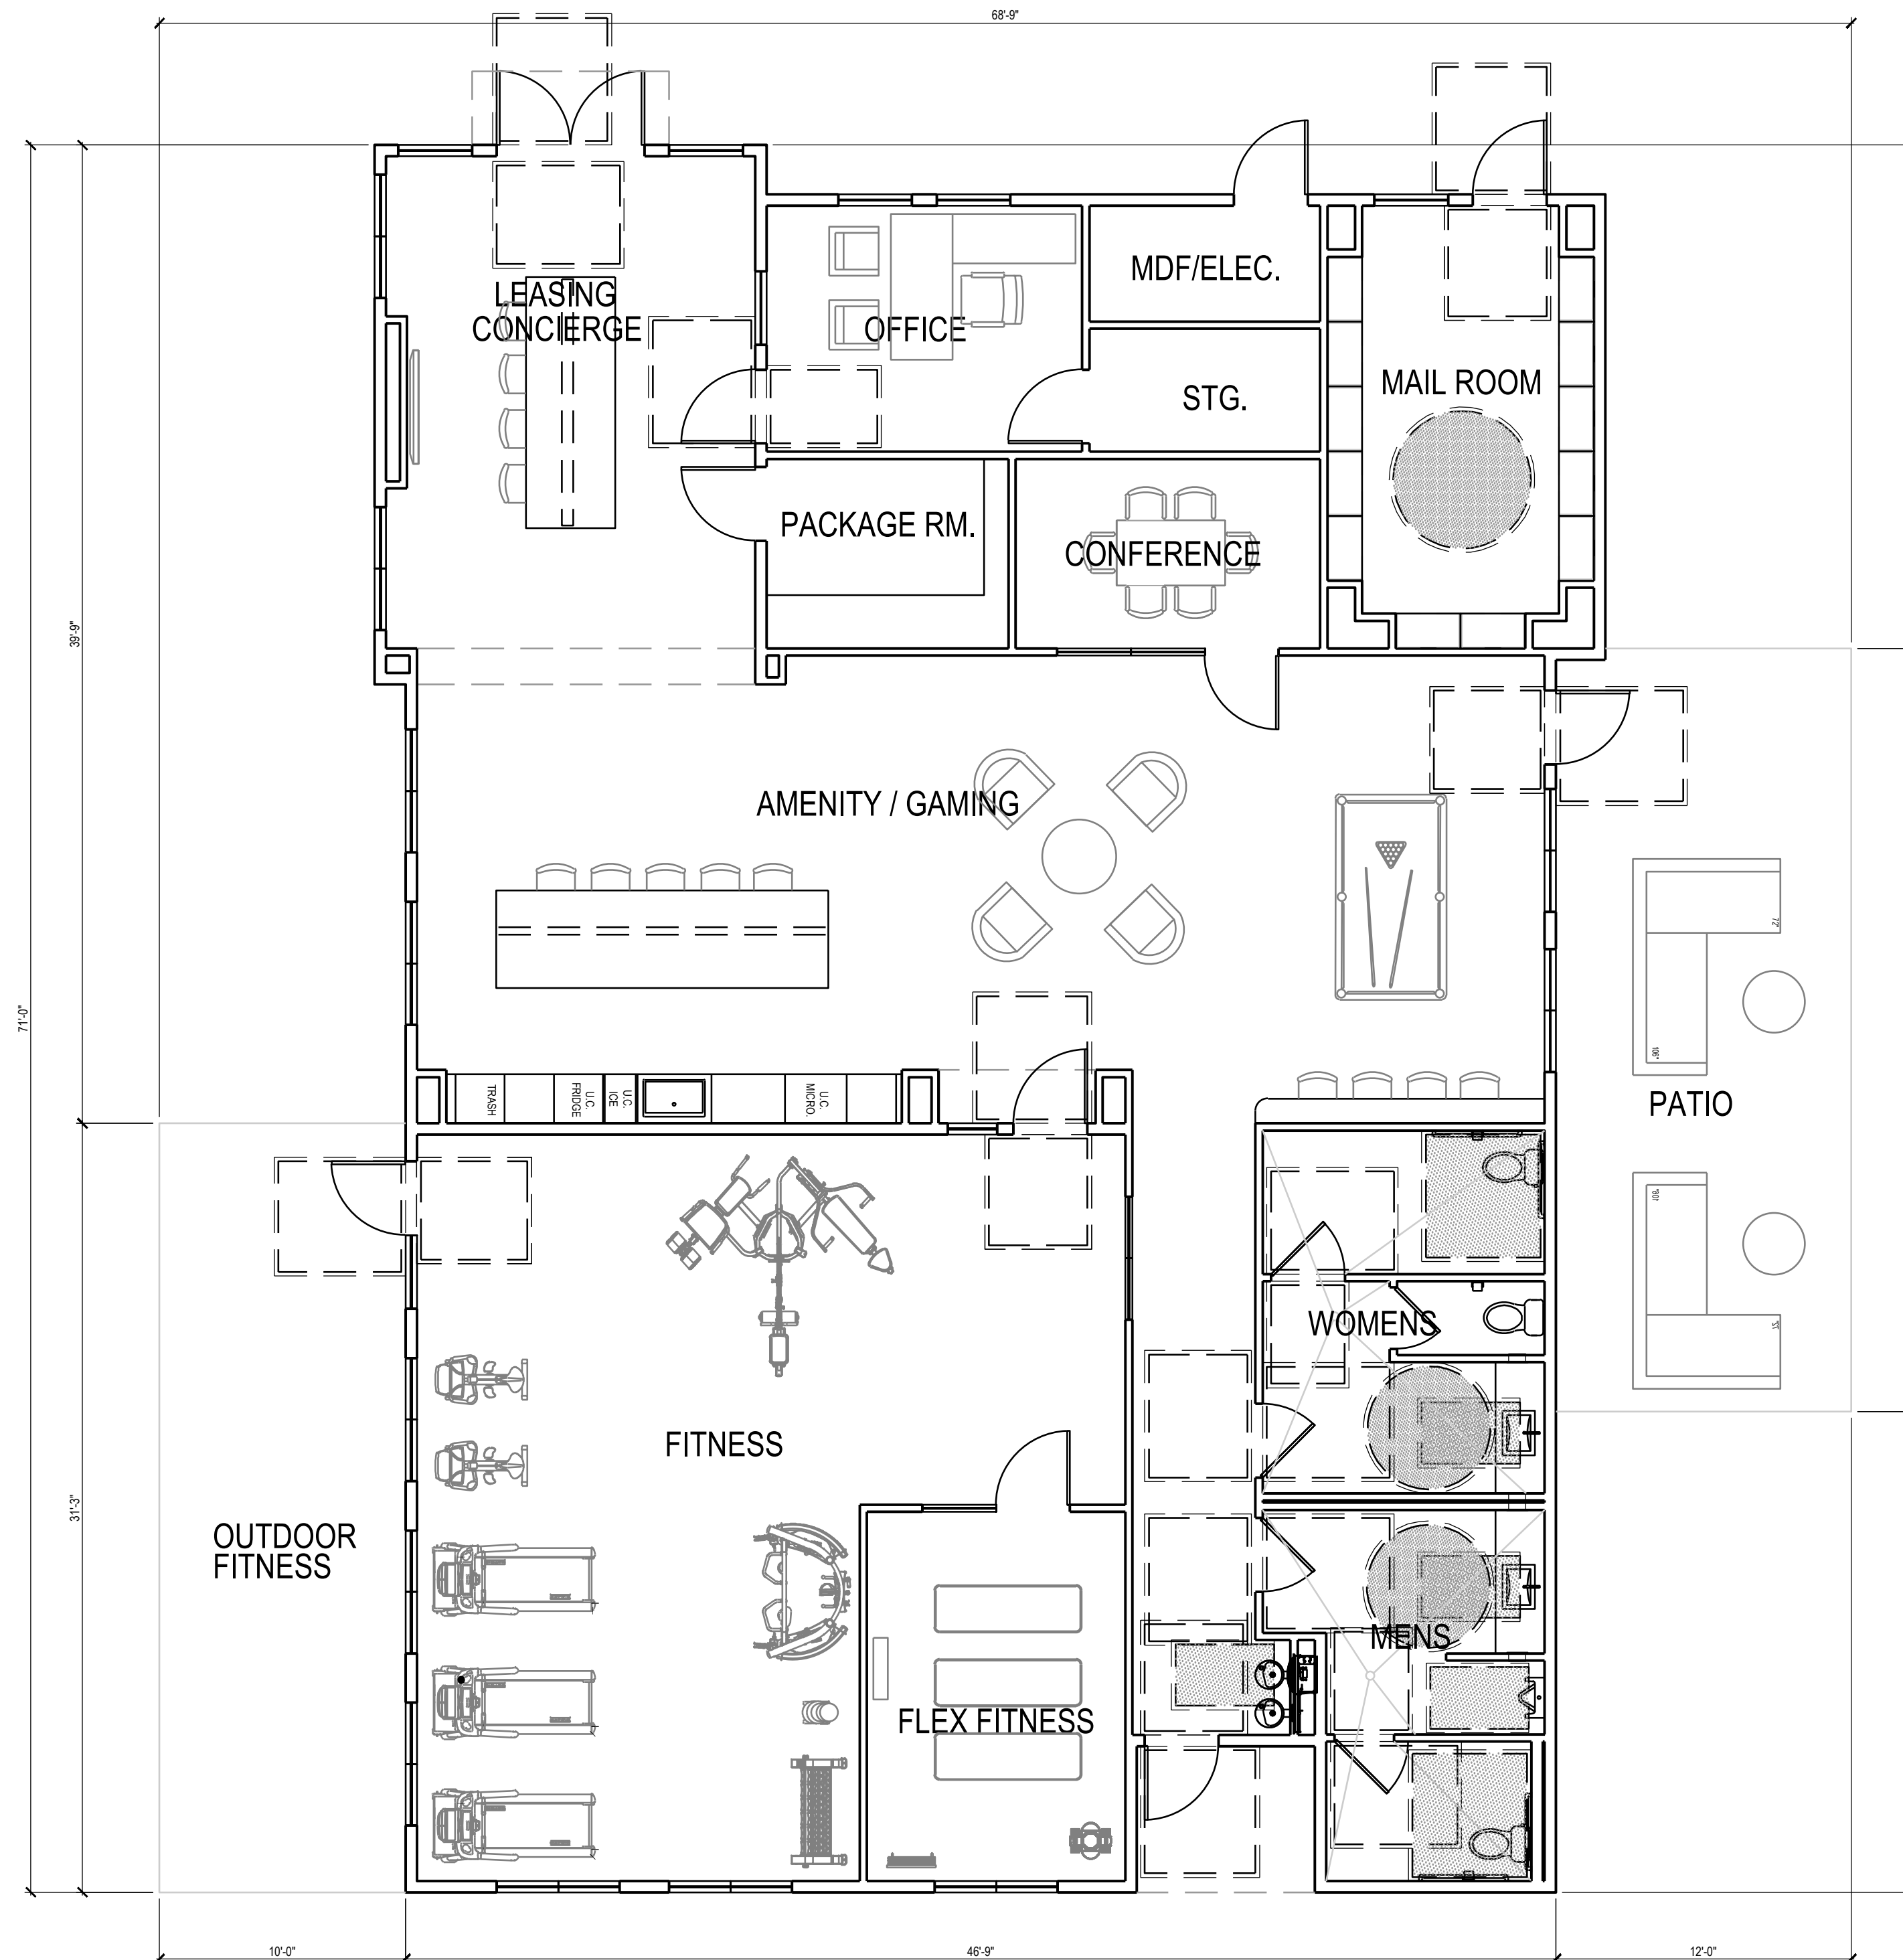 68'-9"
LEASING
CONCIERGE
OFFICE
MDF/ELEC.
STG.
MAIL ROOM
PACKAGE RM.
CONFERENCE
39'-9"
71'-0"
AMENITY / GAMING
72"
106"
PATIO
TRASH
U.C.
FRIDGE
U.C.
ICE
U.C.
MICRO.
WOMENS
FITNESS
31'-3"
OUTDOOR
FITNESS
MENS
FLEX FITNESS
10'-0"
46'-9"
12'-0"